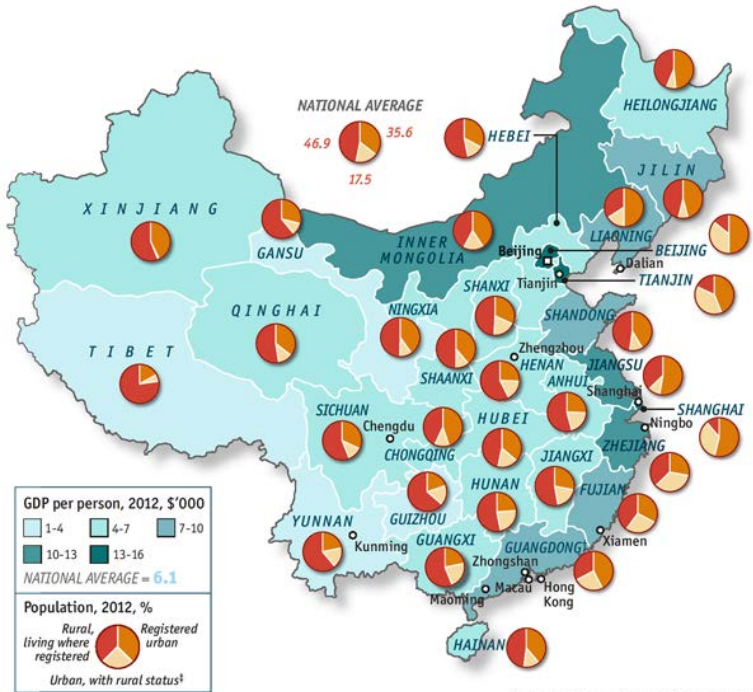 NATIONAL AVERAGE
46.9
35.6
17.5
HEBEI
HEILONGJIANG
JILIN
XINJIANG
GANSU
INNER
MONGOLIA
LIAONING
Beijing
BEIJING
Dalian
Tianjin
TIANJIN
SHANXI
QINGHAI
NINGXIA
SHANDONG
TIBET
Zhengzhou
HENAN
JIANGSU
SHAANXI
ANHUI
Shanghai
SHANGHAI
SICHUAN
Chengdu
HUBEI
Ningbo
CHONGQING
ZHEJIANG
JIANGXI
HUNAN
FUJIAN
GUIZHOU
YUNNAN
Kunming
GUANGXI
GUANGDONG
Xiamen
Zhongshan
Macau
Hong
Kong
Maoming
HAINAN
GDP per person, 2012, $'000
1-4
4-7
7-10
10-13
13-16
NATIONAL AVERAGE = 6.1
Population, 2012, %
Rural,
living where
registered
Registered
urban
Urban, with rural status‡